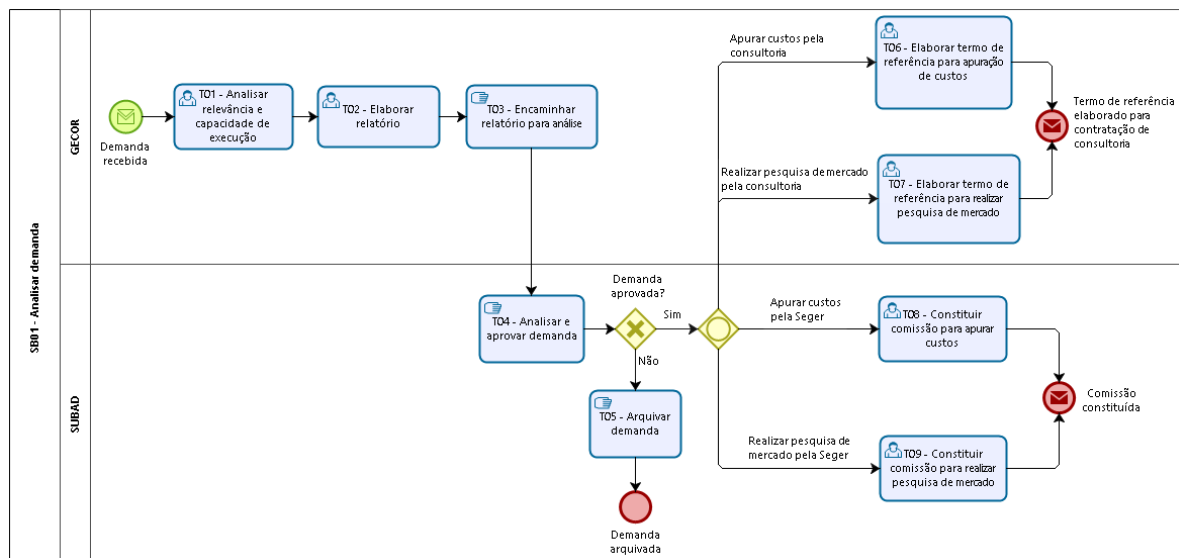 SB01 - Analisar demanda
GECOR
Demanda
recebida
T01 - Analisar
relevância e
capacidade de
execução
T02 - Elaborar
relatório
T03 - Encaminhar
relatório para análise
Apurar custos pela
consultoria
T06 - Elaborar termo de
referência para apuração
de custos
Realizar pesquisa de mercado
pela consultoria
T07 - Elaborar termo de
referência para realizar
pesquisa de mercado
Termo de referência
elaborado para
contratação de
consultoria
SUBAD
T04 - Analisar e
aprovar demanda
Demanda
aprovada?
Sim
Não
T05 - Arquivar
demanda
Demanda
arquivada
Apurar custos
pela Seger
T08 - Constituir
comissão para apurar
custos
Realizar pesquisa de
mercado pela Seger
T09 - Constituir
comissão para realizar
pesquisa de mercado
Comissão
constituída